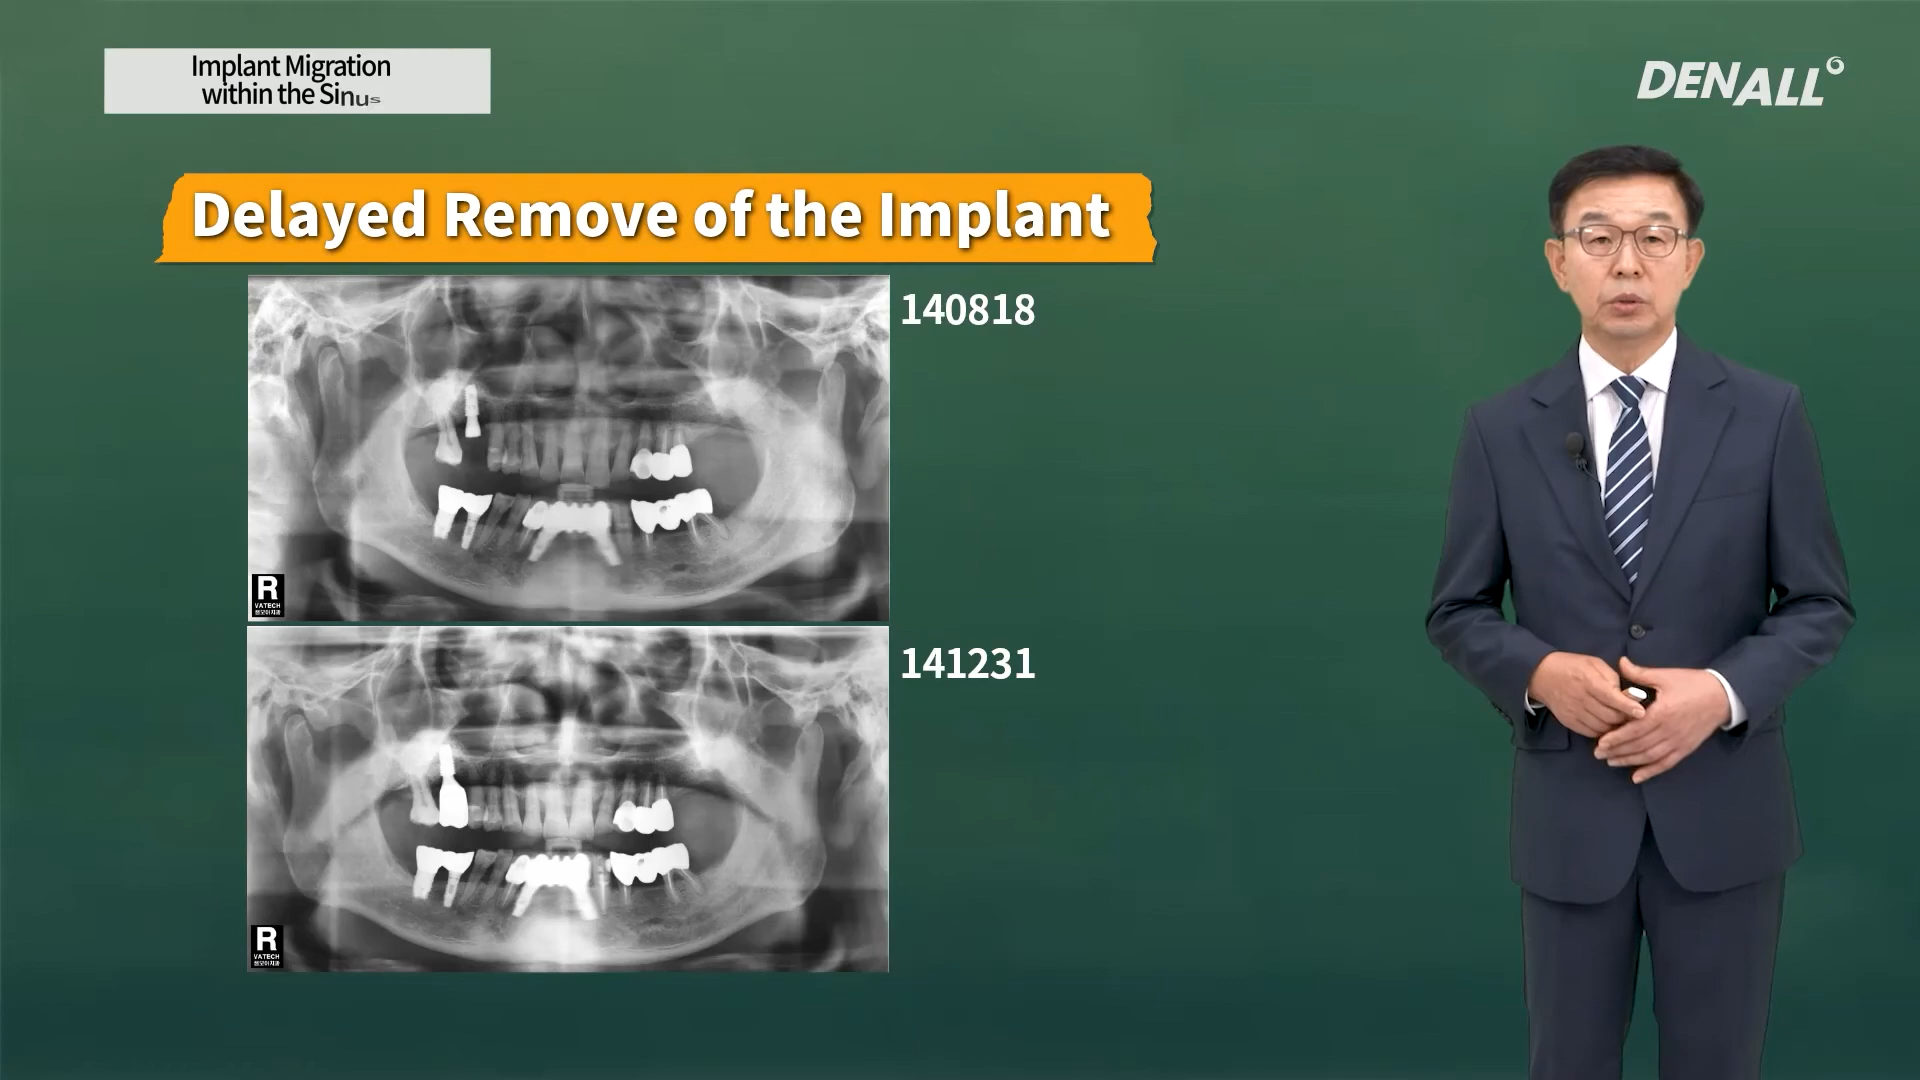 Implant Migration
within the Sinus
DENALL
Delayed Remove of the Implant
140818
R
VATECH
141231
R
VATECH